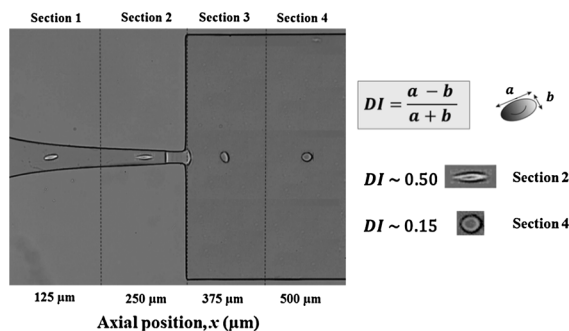 Section 1 Section 2 Section 3 Section 4
DI = a − b / a + b
a
b
DI ~ 0.50 Section 2
DI ~ 0.15 Section 4
125 μm 250 μm 375 μm 500 μm
Axial position, x (μm)